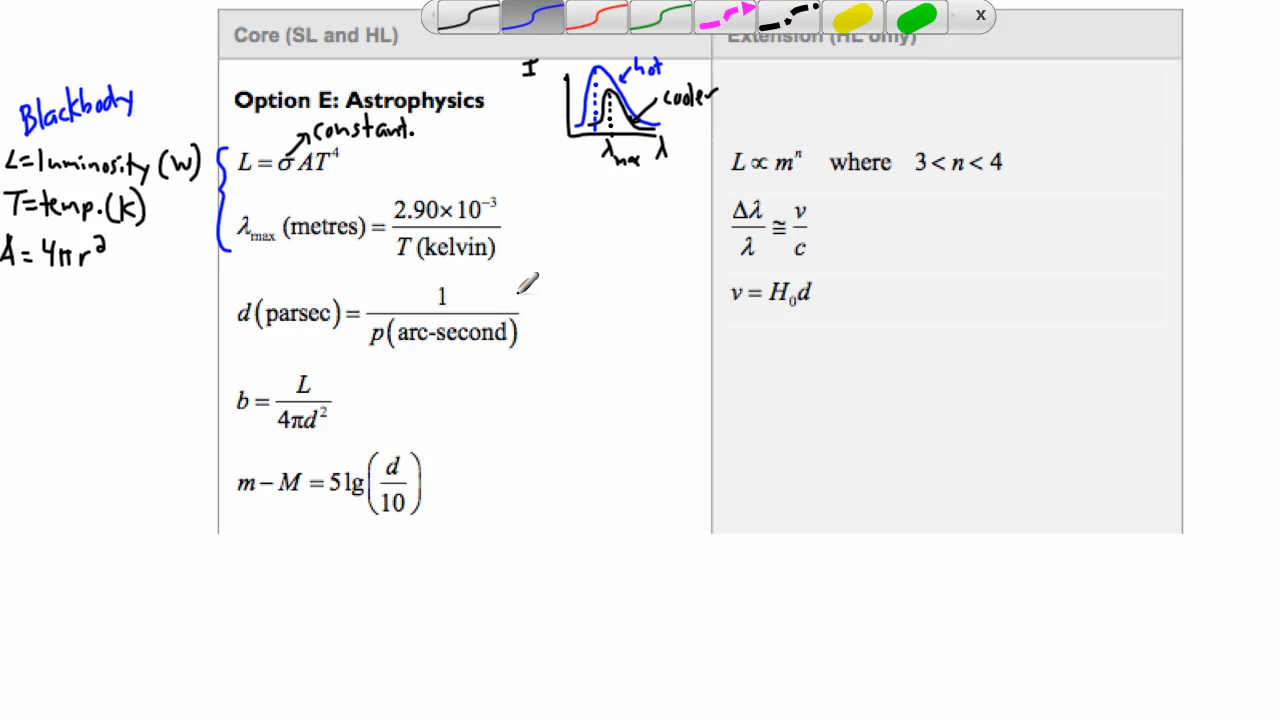 Core (SL and HL)
Extension (HL only)
x
Blackbody
L=luminosity (W)
T=temp.(K)
A=4πr²
Option E: Astrophysics
constant.
L = σ AT⁴
λmax (metres) = 2.90×10⁻³ / T (kelvin)
d(parsec) = 1 / p(arc-second)
b = L / 4πd²
m − M = 5 lg(d/10)
I
hot
cooler
λmax
λ
L ∝ mⁿ where 3 < n < 4
Δλ/λ ≅ v/c
v = H₀d